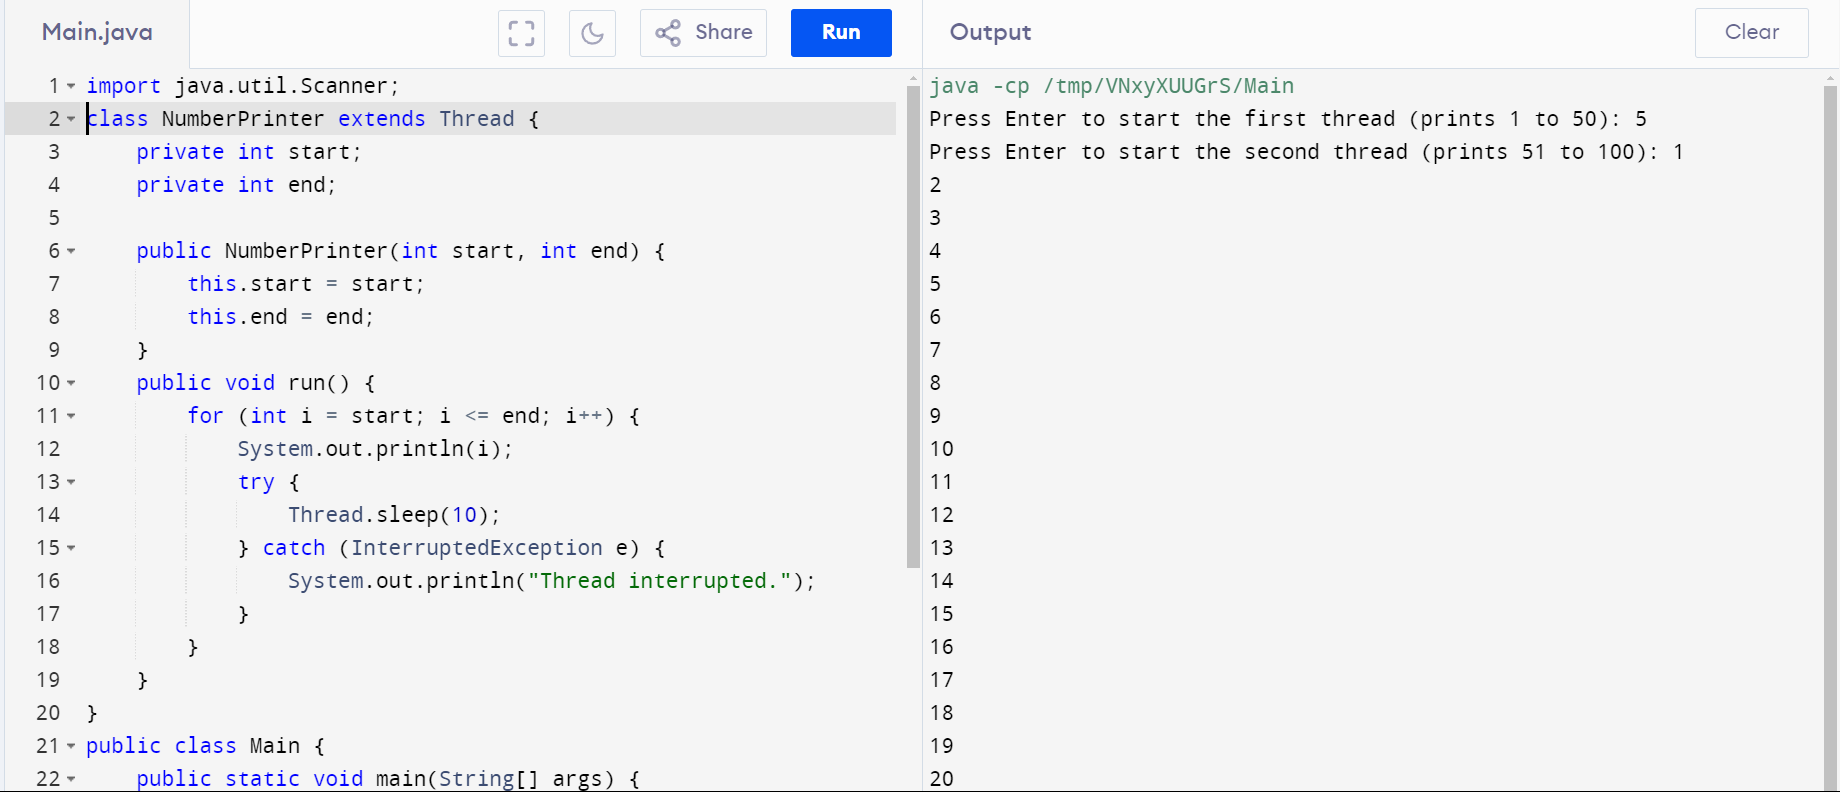 Main.java
Share
Run
Output
Clear
1 import java.util.Scanner;
2 class NumberPrinter extends Thread {
3     private int start;
4     private int end;
5
6     public NumberPrinter(int start, int end) {
7         this.start = start;
8         this.end = end;
9     }
10     public void run() {
11         for (int i = start; i <= end; i++) {
12             System.out.println(i);
13             try {
14                 Thread.sleep(10);
15             } catch (InterruptedException e) {
16                 System.out.println("Thread interrupted.");
17             }
18         }
19     }
20 }
21 public class Main {
22     public static void main(String[] args) {
java -cp /tmp/VNxyXUUGrS/Main
Press Enter to start the first thread (prints 1 to 50): 5
Press Enter to start the second thread (prints 51 to 100): 1
2
3
4
5
6
7
8
9
10
11
12
13
14
15
16
17
18
19
20